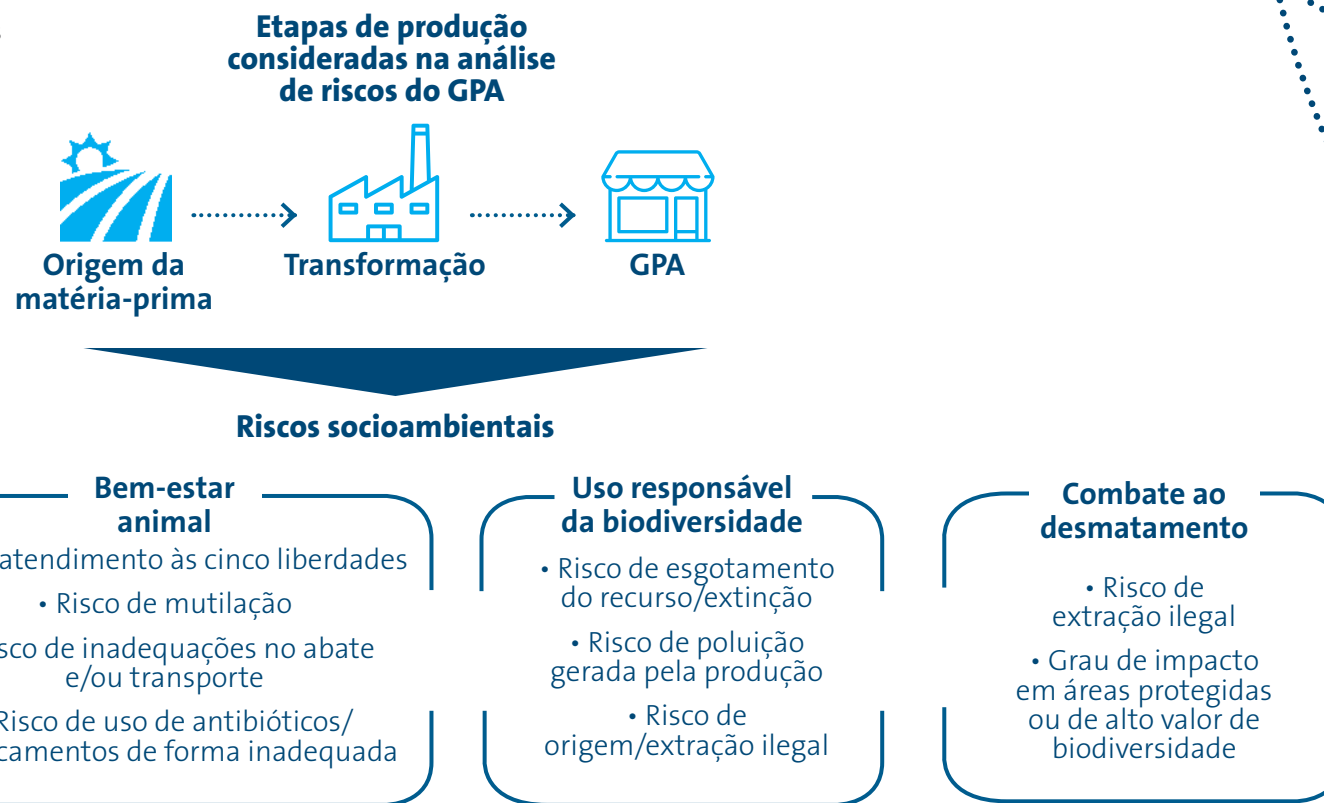 Etapas de produção
consideradas na análise
de riscos do GPA
Origem da
matéria-prima
Transformação
GPA
Riscos socioambientais
Bem-estar
animal
atendimento às cinco liberdades
• Risco de mutilação
sco de inadequações no abate
e/ou transporte
Risco de uso de antibióticos/
camentos de forma inadequada
Uso responsável
da biodiversidade
• Risco de esgotamento
do recurso/extinção
• Risco de poluição
gerada pela produção
• Risco de
origem/extração ilegal
Combate ao
desmatamento
• Risco de
extração ilegal
• Grau de impacto
em áreas protegidas
ou de alto valor de
biodiversidade